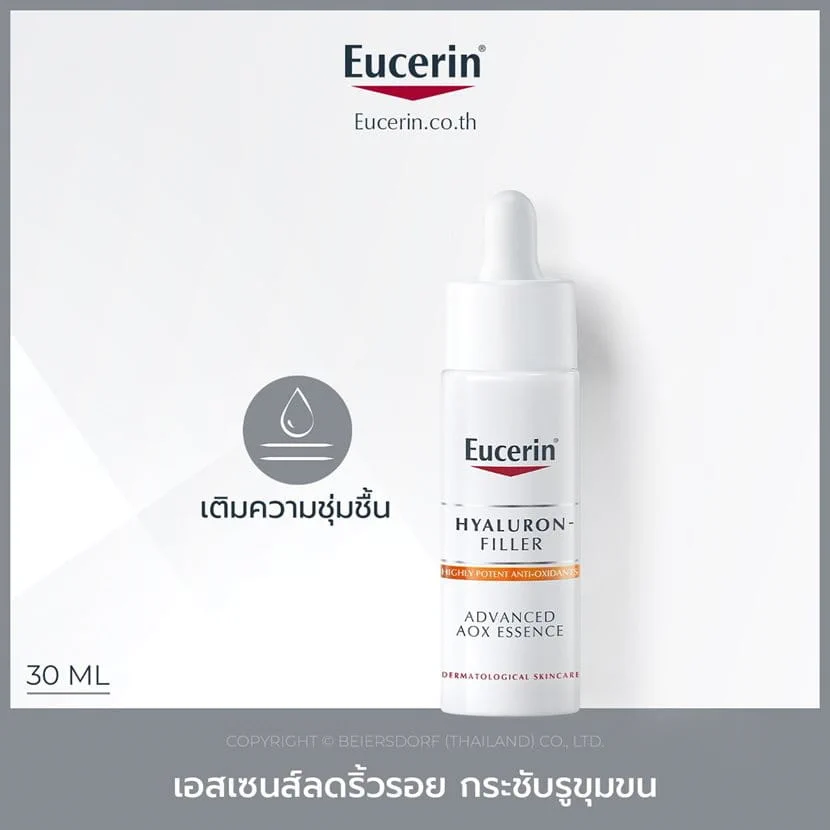 Eucerin®
Eucerin.co.th
เติมความชุ่มชื้น
Eucerin®
HYALURON-
FILLER
HIGHLY POTENT ANTI-OXIDANTS
ADVANCED
AOX ESSENCE
DERMATOLOGICAL SKINCARE
30 ML
COPYRIGHT © BEIERSDORF (THAILAND) CO., LTD.
เอสเซนส์ลดริ้วรอย กระชับรูขุมขน